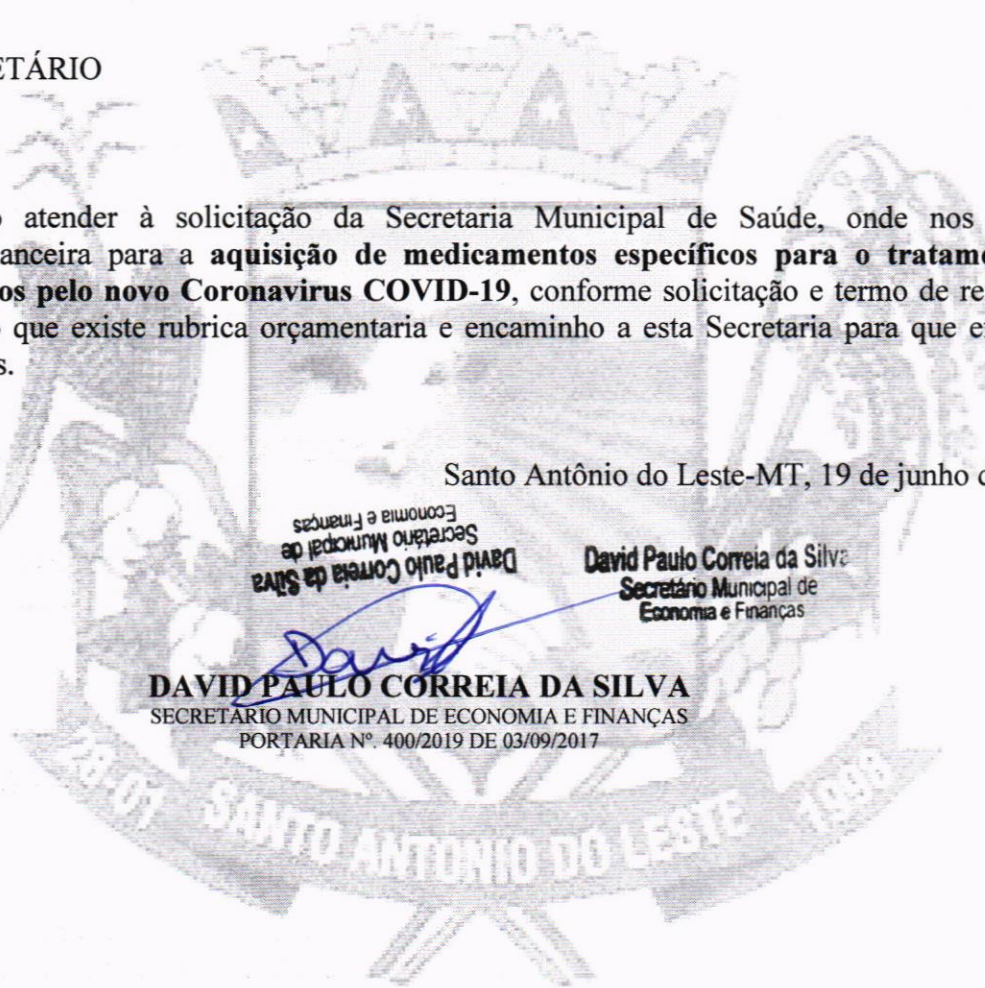 ETÁRIO
atender à solicitação da Secretaria Municipal de Saúde, onde nos
anceira para a aquisição de medicamentos específicos para o tratame
os pelo novo Coronavirus COVID-19, conforme solicitação e termo de re
que existe rubrica orçamentaria e encaminho a esta Secretaria para que e
s.
Santo Antônio do Leste-MT, 19 de junho
David Paulo Correia da Silva
Secretário Municipal de
Economia e Finanças
David Paulo Correia da Silva
Secretário Municipal de
Economia e Finanças
David
DAVID PAULO CORREIA DA SILVA
SECRETÁRIO MUNICIPAL DE ECONOMIA E FINANÇAS
PORTARIA Nº. 400/2019 DE 03/09/2017
28-01 SANTO ANTONIO DO LESTE 1998